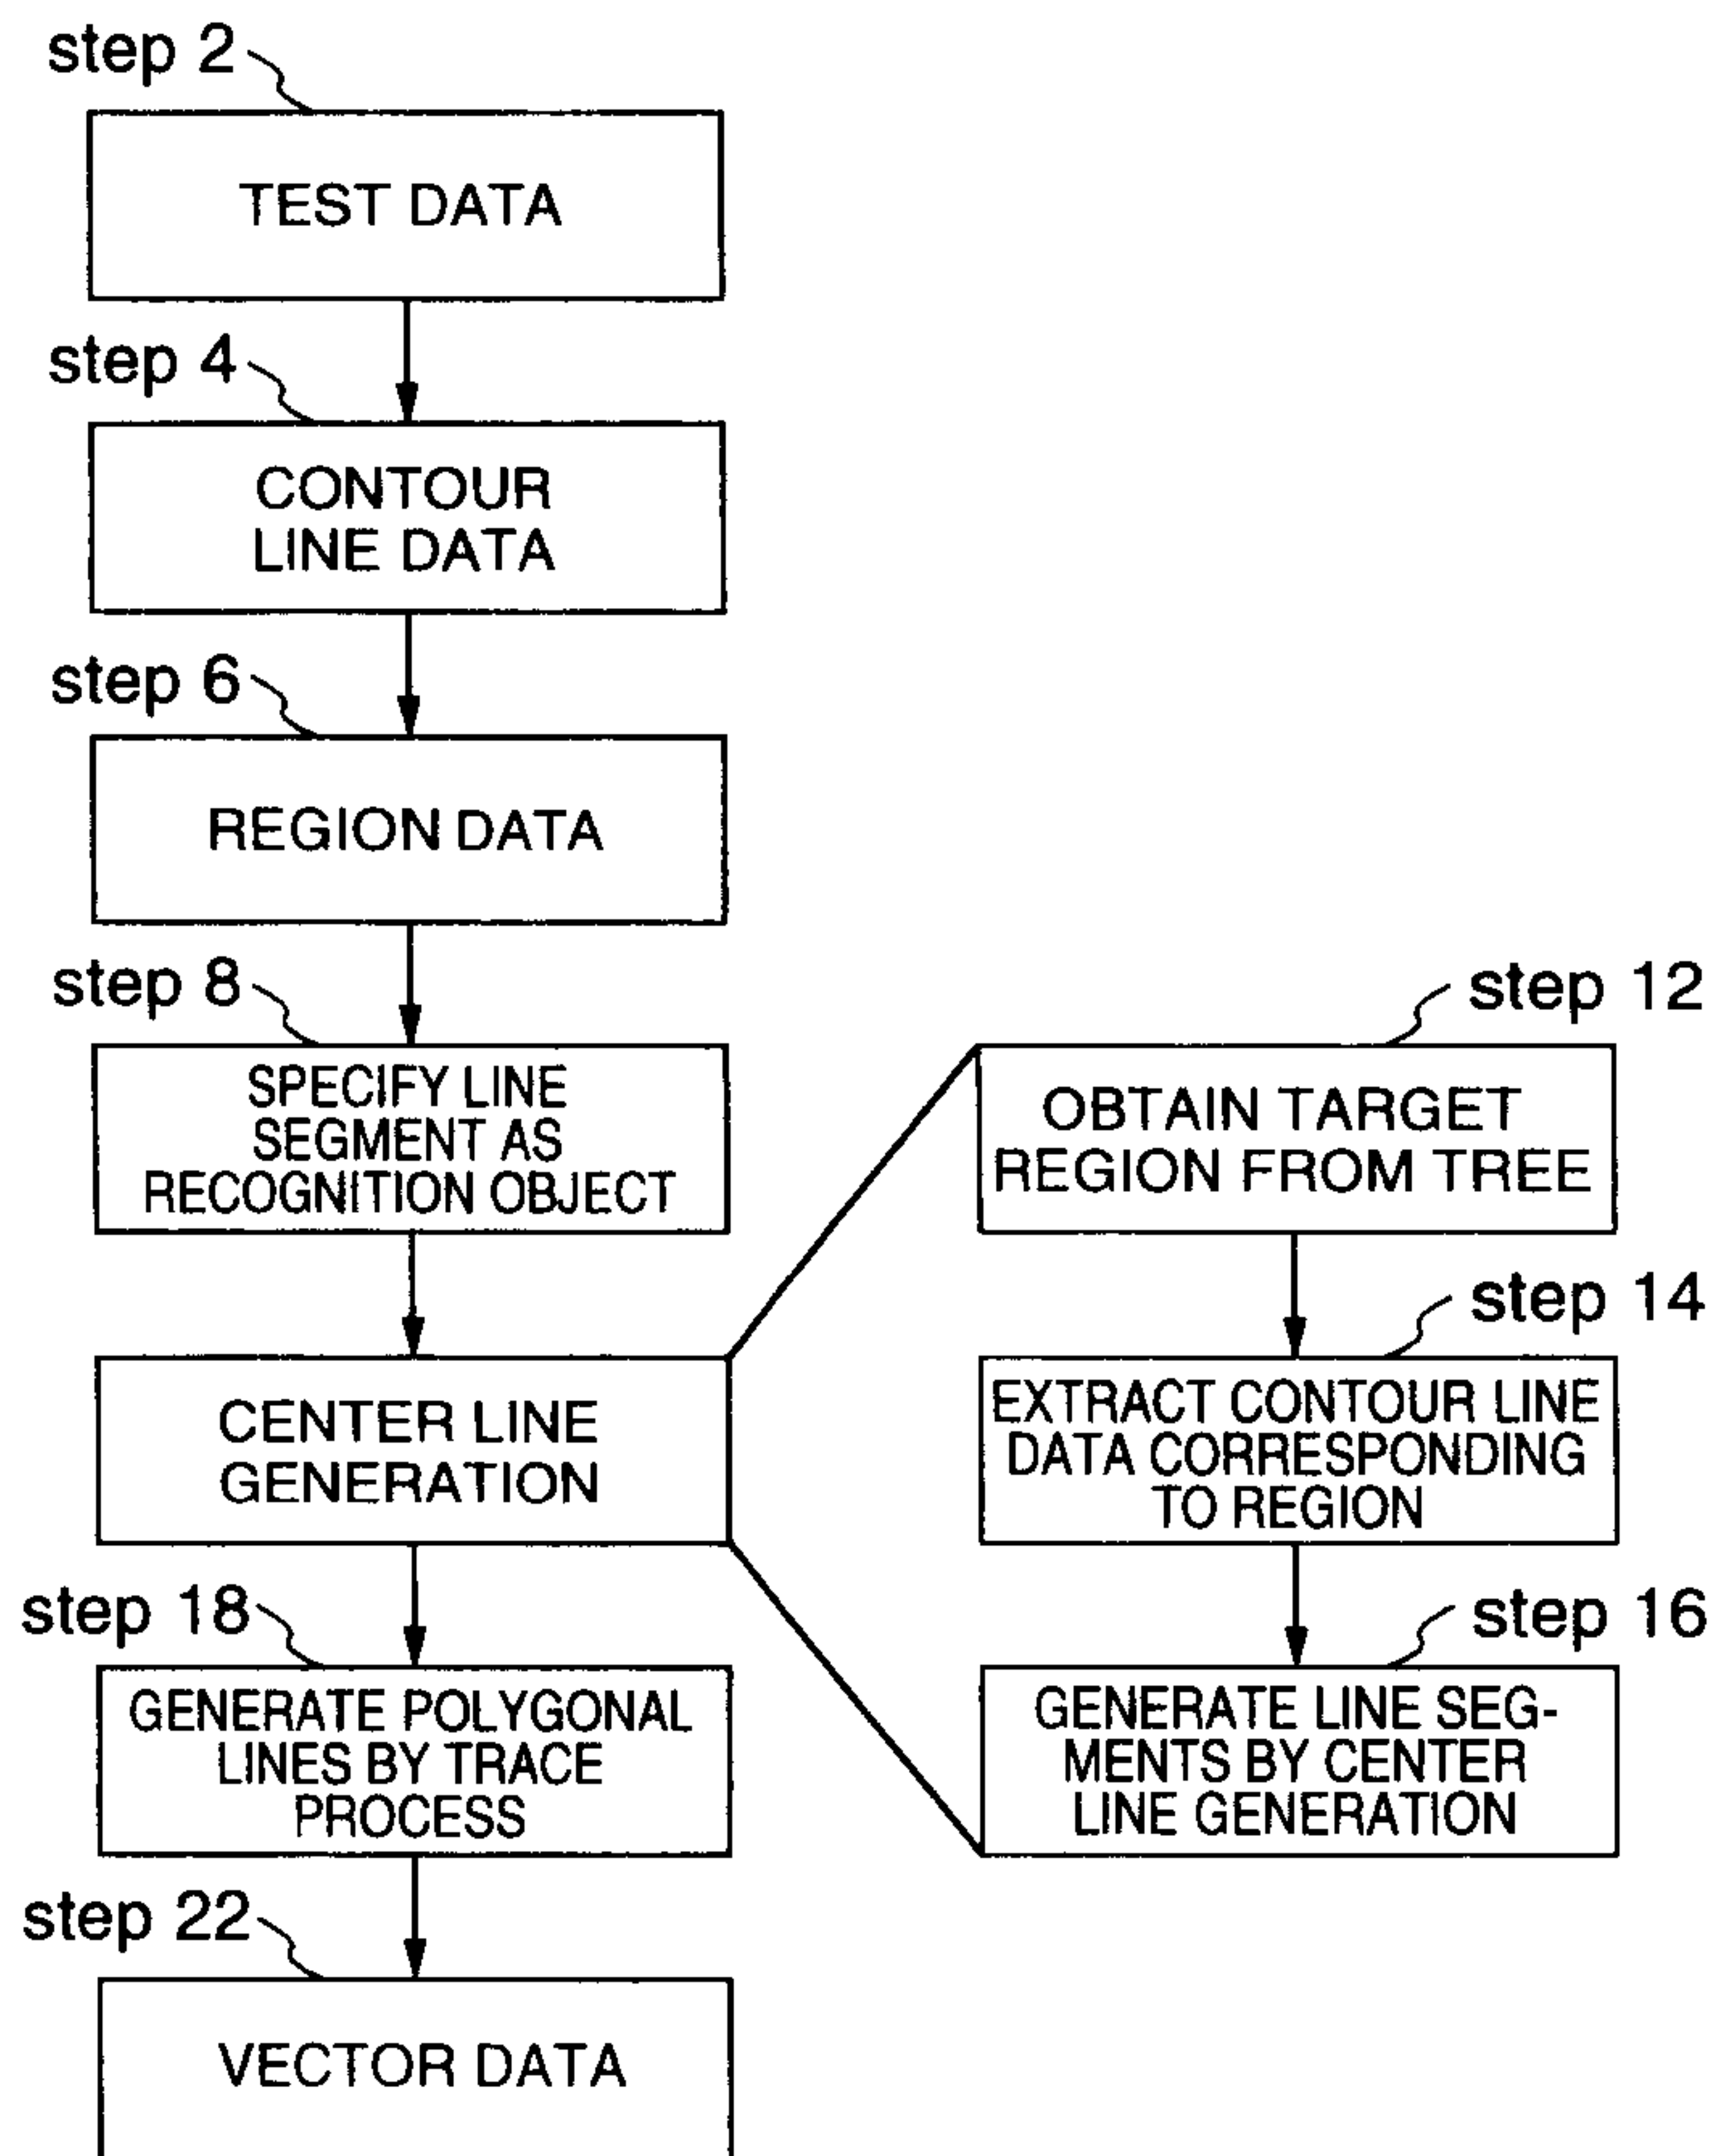 step 2
TEST DATA
step 4
CONTOUR
LINE DATA
step 6
REGION DATA
step 8
SPECIFY LINE
SEGMENT AS
RECOGNITION OBJECT
CENTER LINE
GENERATION
step 12
OBTAIN TARGET
REGION FROM TREE
step 14
EXTRACT CONTOUR LINE
DATA CORRESPONDING
TO REGION
step 16
GENERATE LINE SEG-
MENTS BY CENTER
LINE GENERATION
step 18
GENERATE POLYGONAL
LINES BY TRACE
PROCESS
step 22
VECTOR DATA